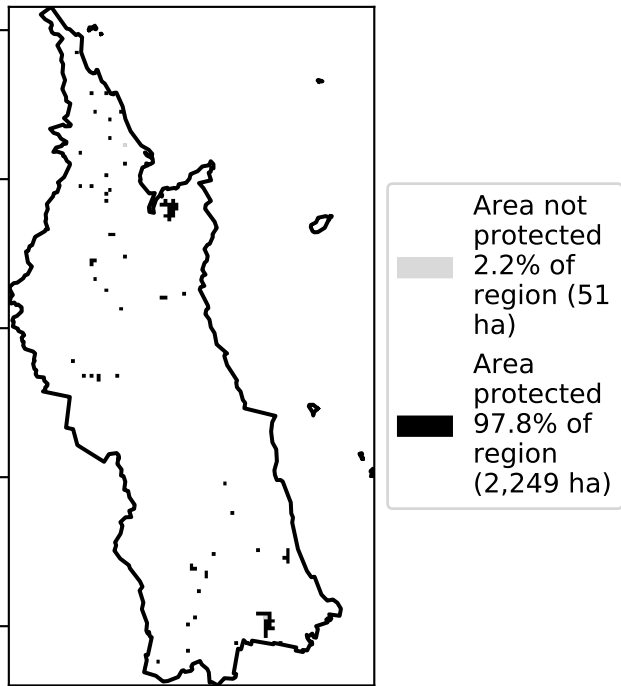 Area not
protected
2.2% of
region (51
ha)
Area
protected
97.8% of
region
(2,249 ha)